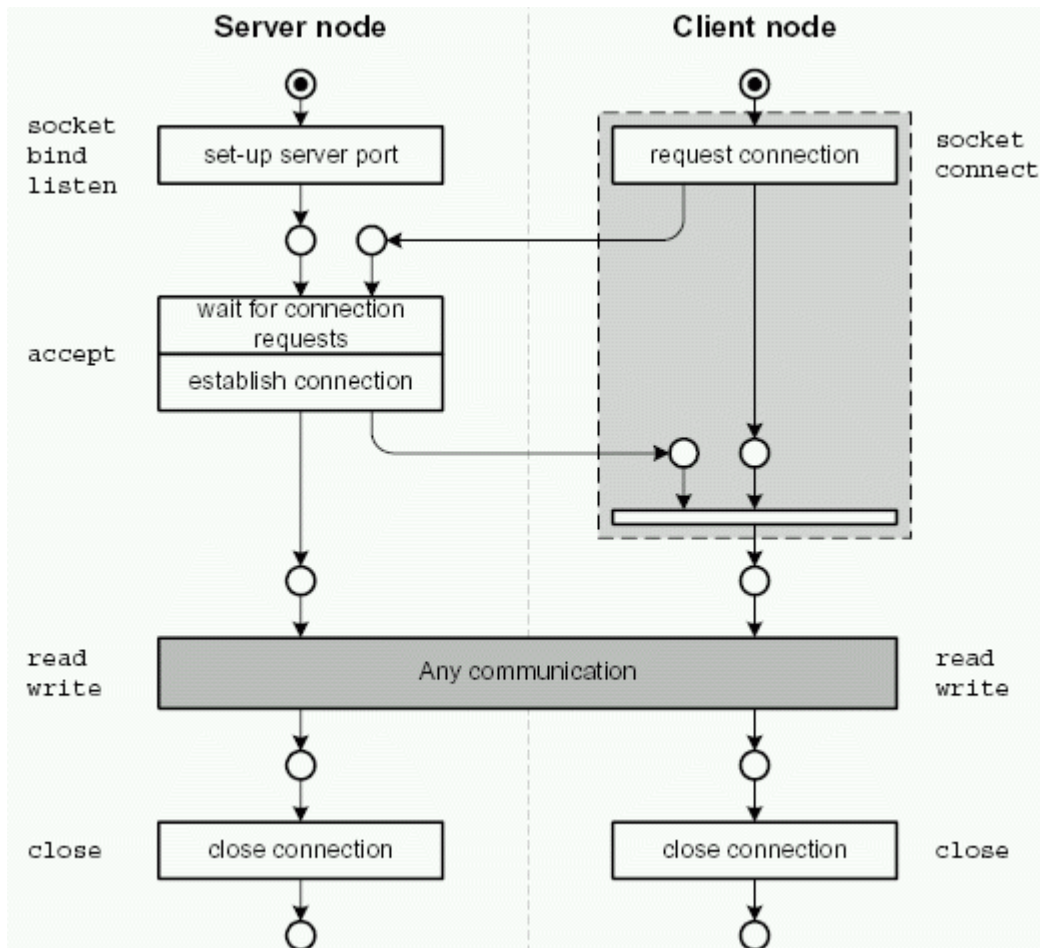 Server node
Client node
socket
bind
listen
set-up server port
request connection
socket
connect
accept
wait for connection
requests
establish connection
read
write
Any communication
read
write
close
close connection
close connection
close